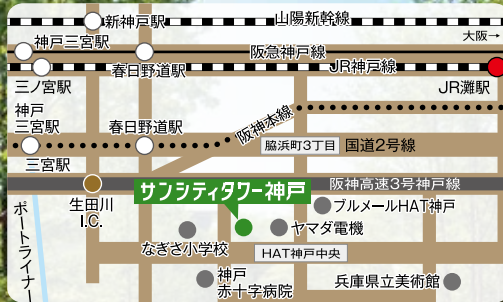 新神戸駅
山陽新幹線
大阪→
神戸三宮駅
阪急神戸線
JR神戸線
三ノ宮駅
春日野道駅
JR灘駅
神戸
三宮駅
春日野道駅
阪神本線
脇浜町3丁目
国道2号線
三宮駅
阪神高速3号神戸線
サンシティタワー神戸
生田川
I.C.
ブルメールHAT神戸
ポートライナー
ヤマダ電機
なぎさ小学校
HAT神戸中央
神戸
赤十字病院
兵庫県立美術館